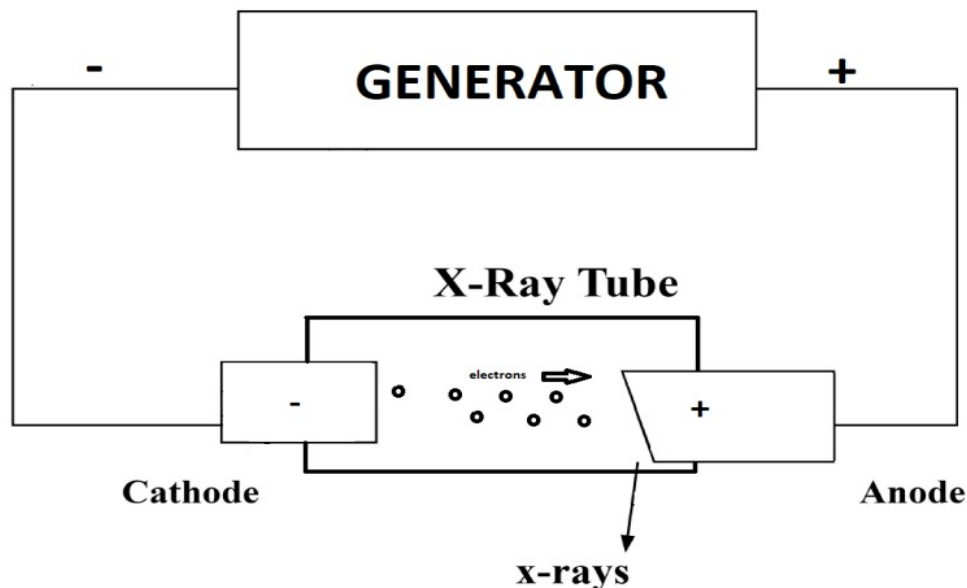 - GENERATOR +
X-Ray Tube
electrons
- +
Cathode Anode
x-rays